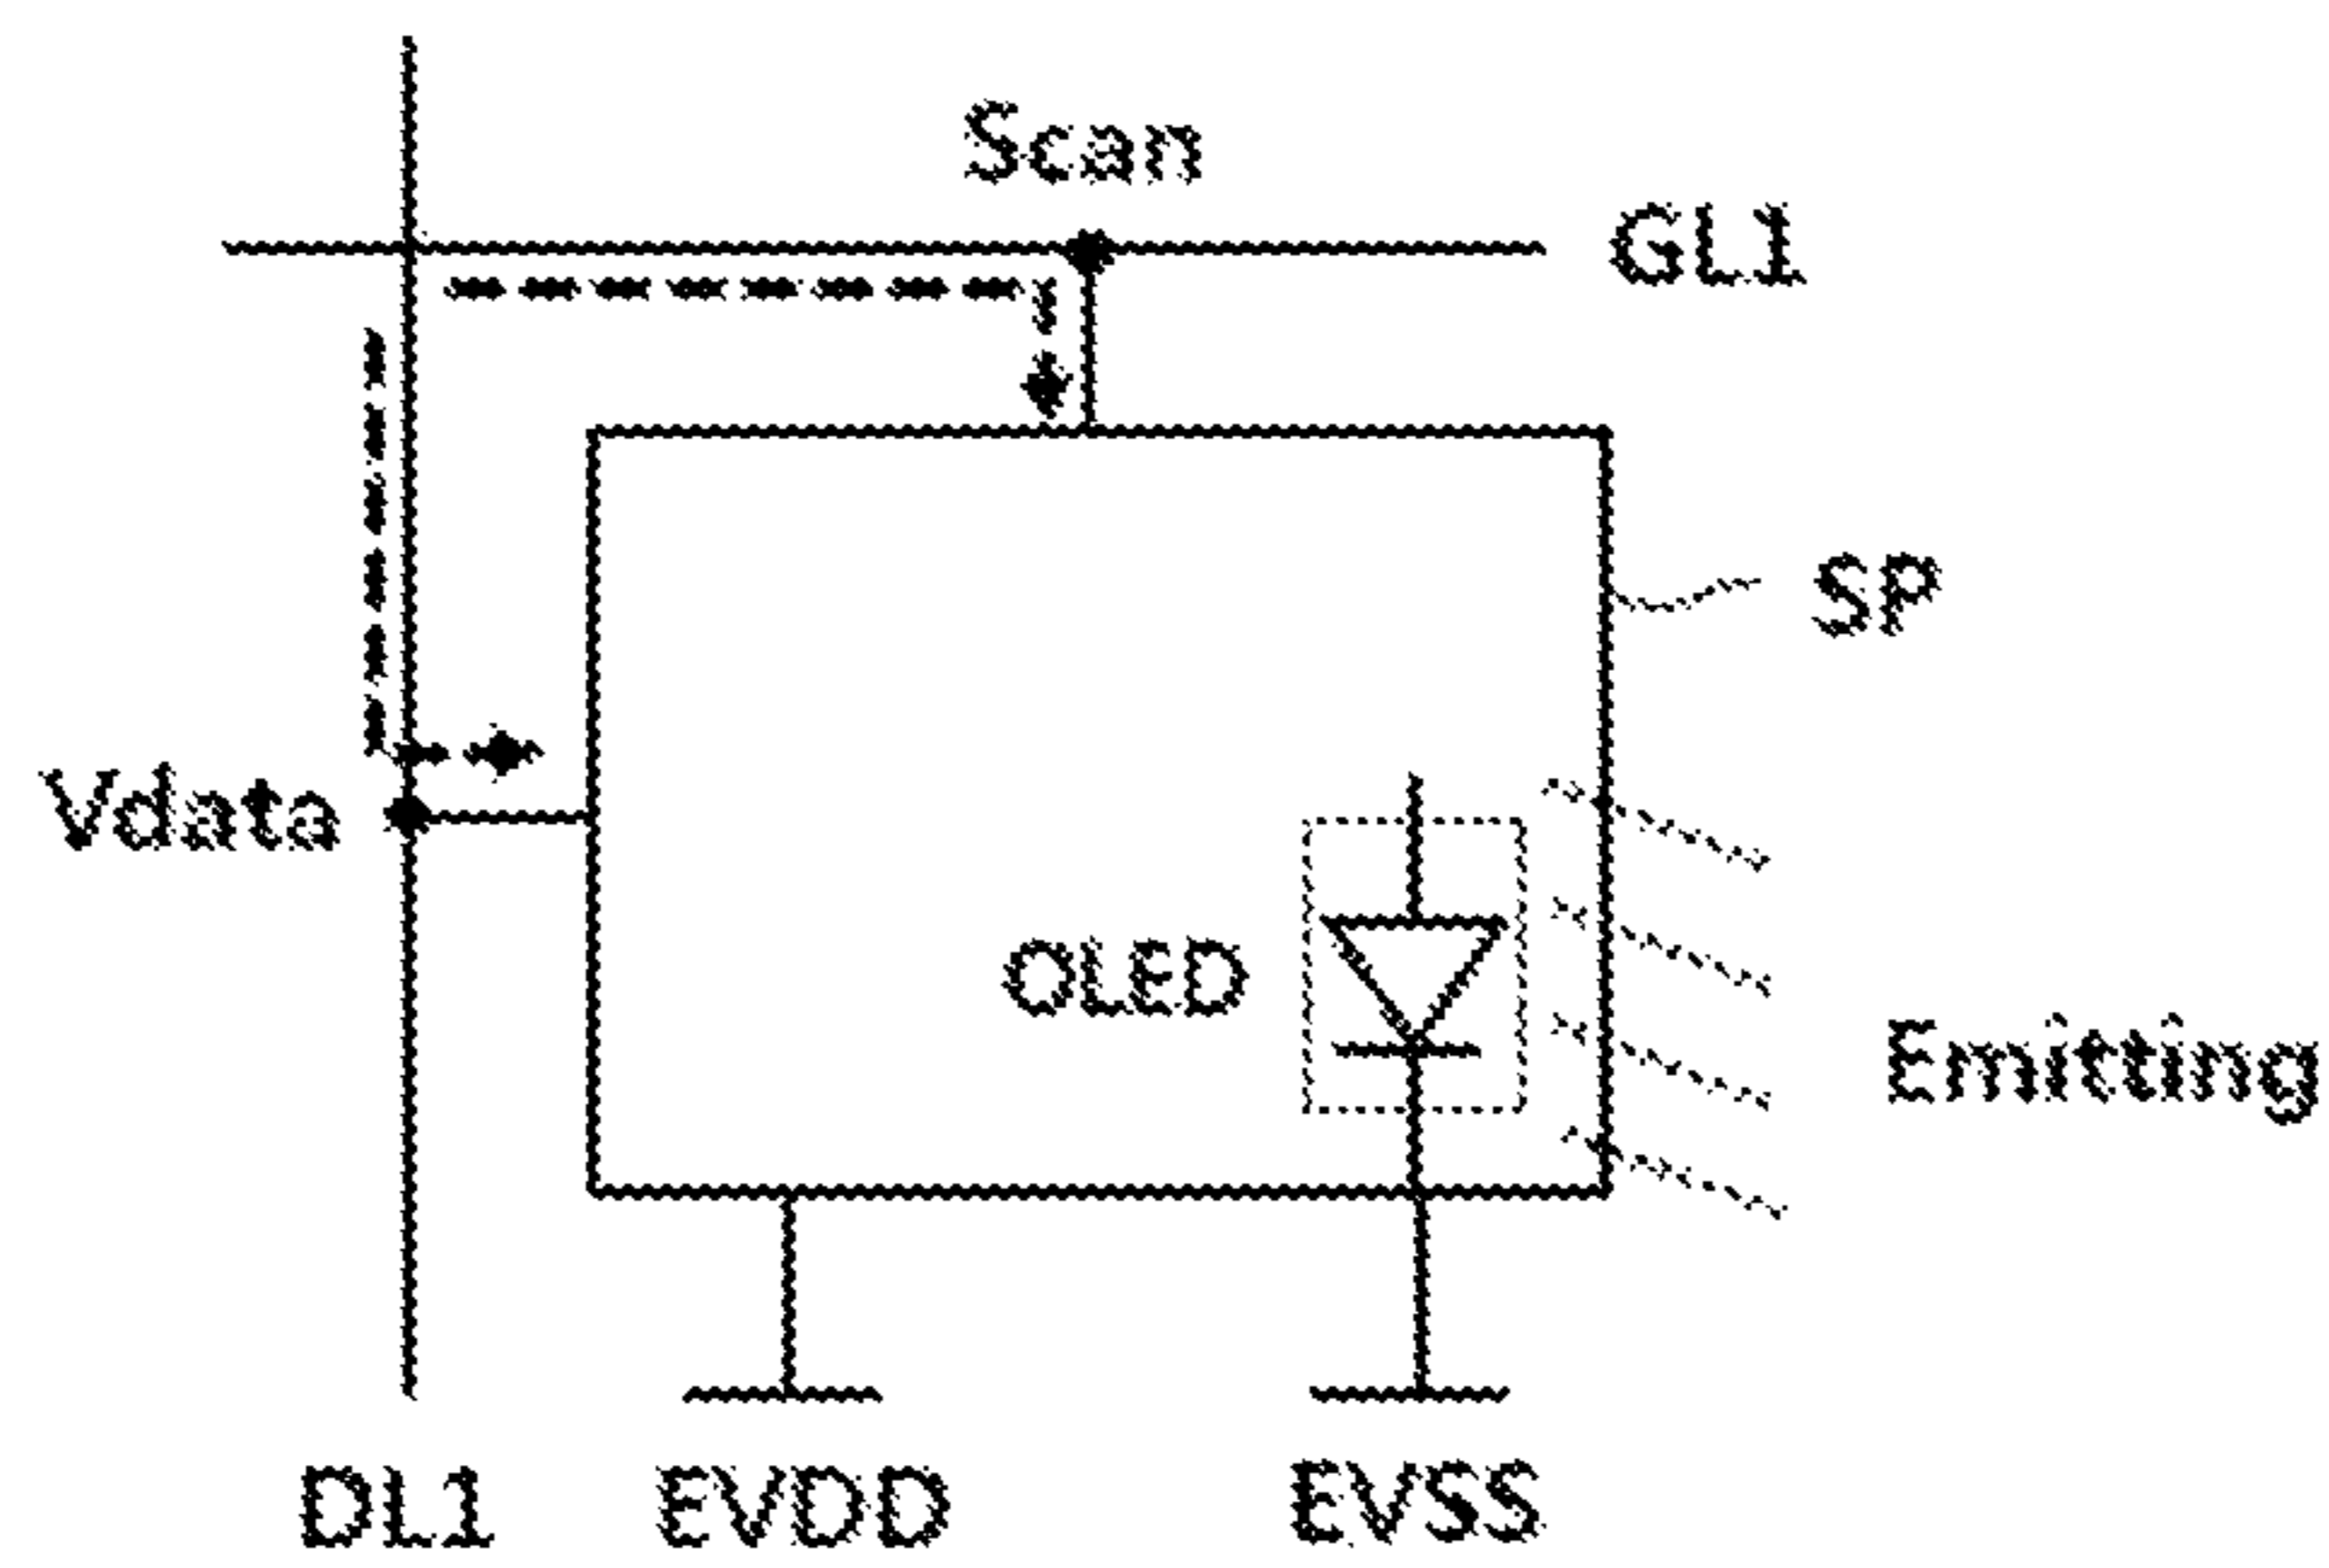 Scan
GL1
SP
Vdata
OLED
Emitting
DL1
EVDD
EVSS